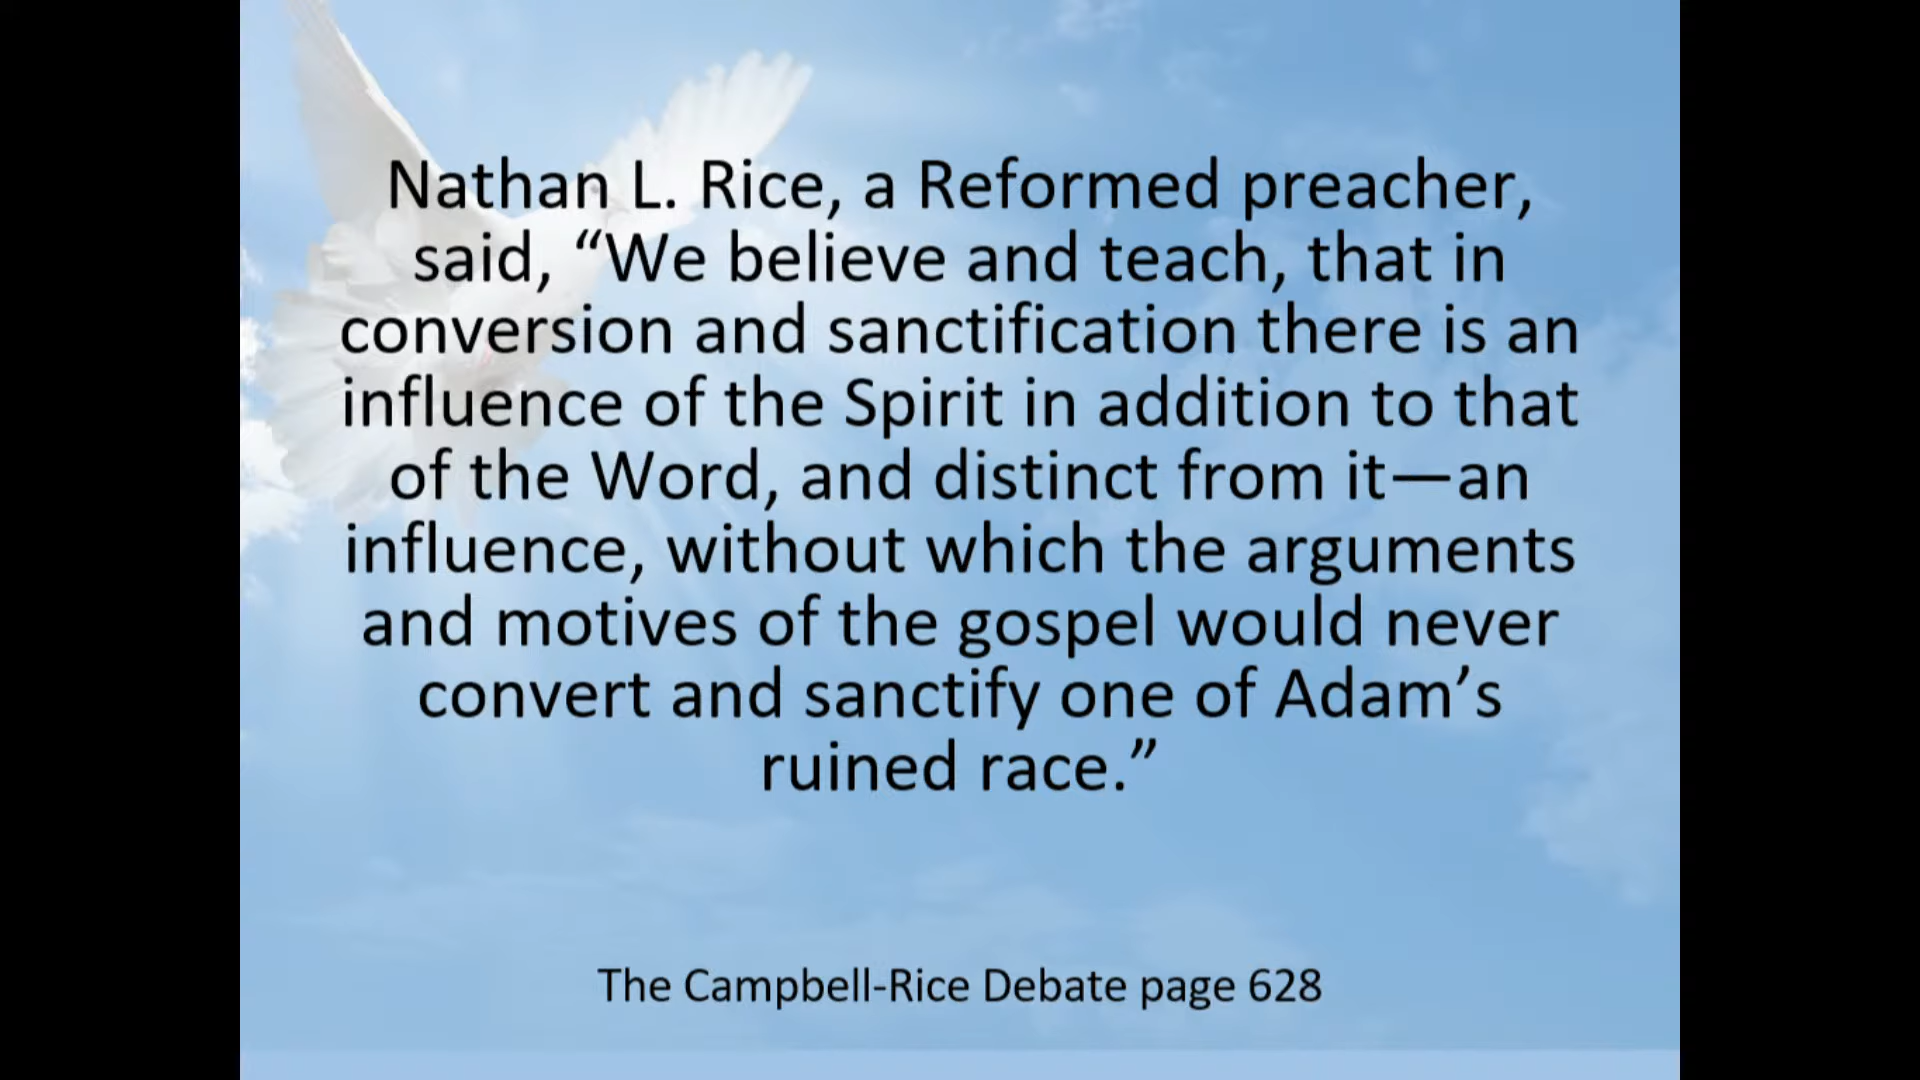 Nathan L. Rice, a Reformed preacher,
said, “We believe and teach, that in
conversion and sanctification there is an
influence of the Spirit in addition to that
of the Word, and distinct from it—an
influence, without which the arguments
and motives of the gospel would never
convert and sanctify one of Adam’s
ruined race.”
The Campbell-Rice Debate page 628